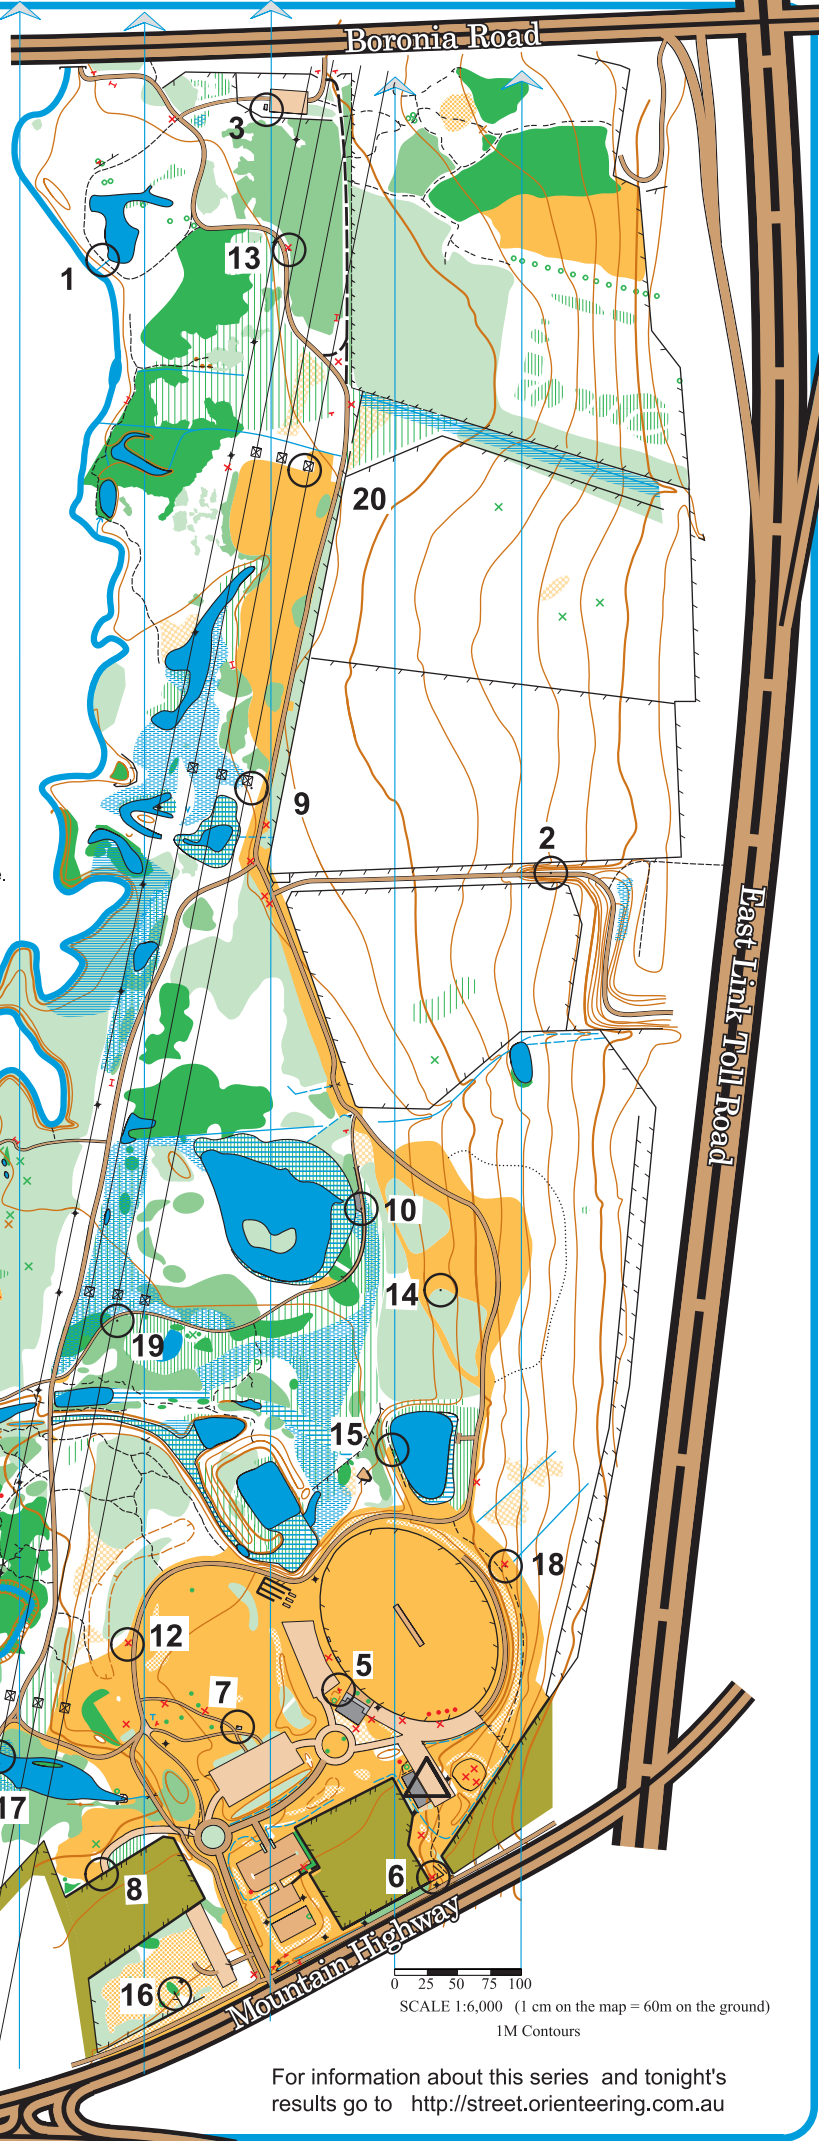 Boronia Road
3
1
13
20
9
2
e.
East Link Toll Road
10
14
19
15
18
12
5
7
17
8
6
16
Mountain Highway
0 25 50 75 100
SCALE 1:6,000 (1 cm on the map = 60m on the ground)
1M Contours
For information about this series and tonight's
results go to http://street.orienteering.com.au